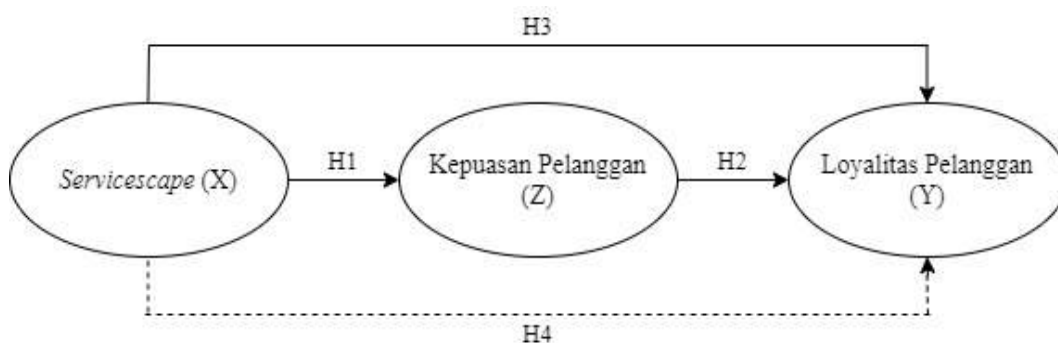 H3
Servicescape (X)
H1
Kepuasan Pelanggan
(Z)
H2
Loyalitas Pelanggan
(Y)
H4